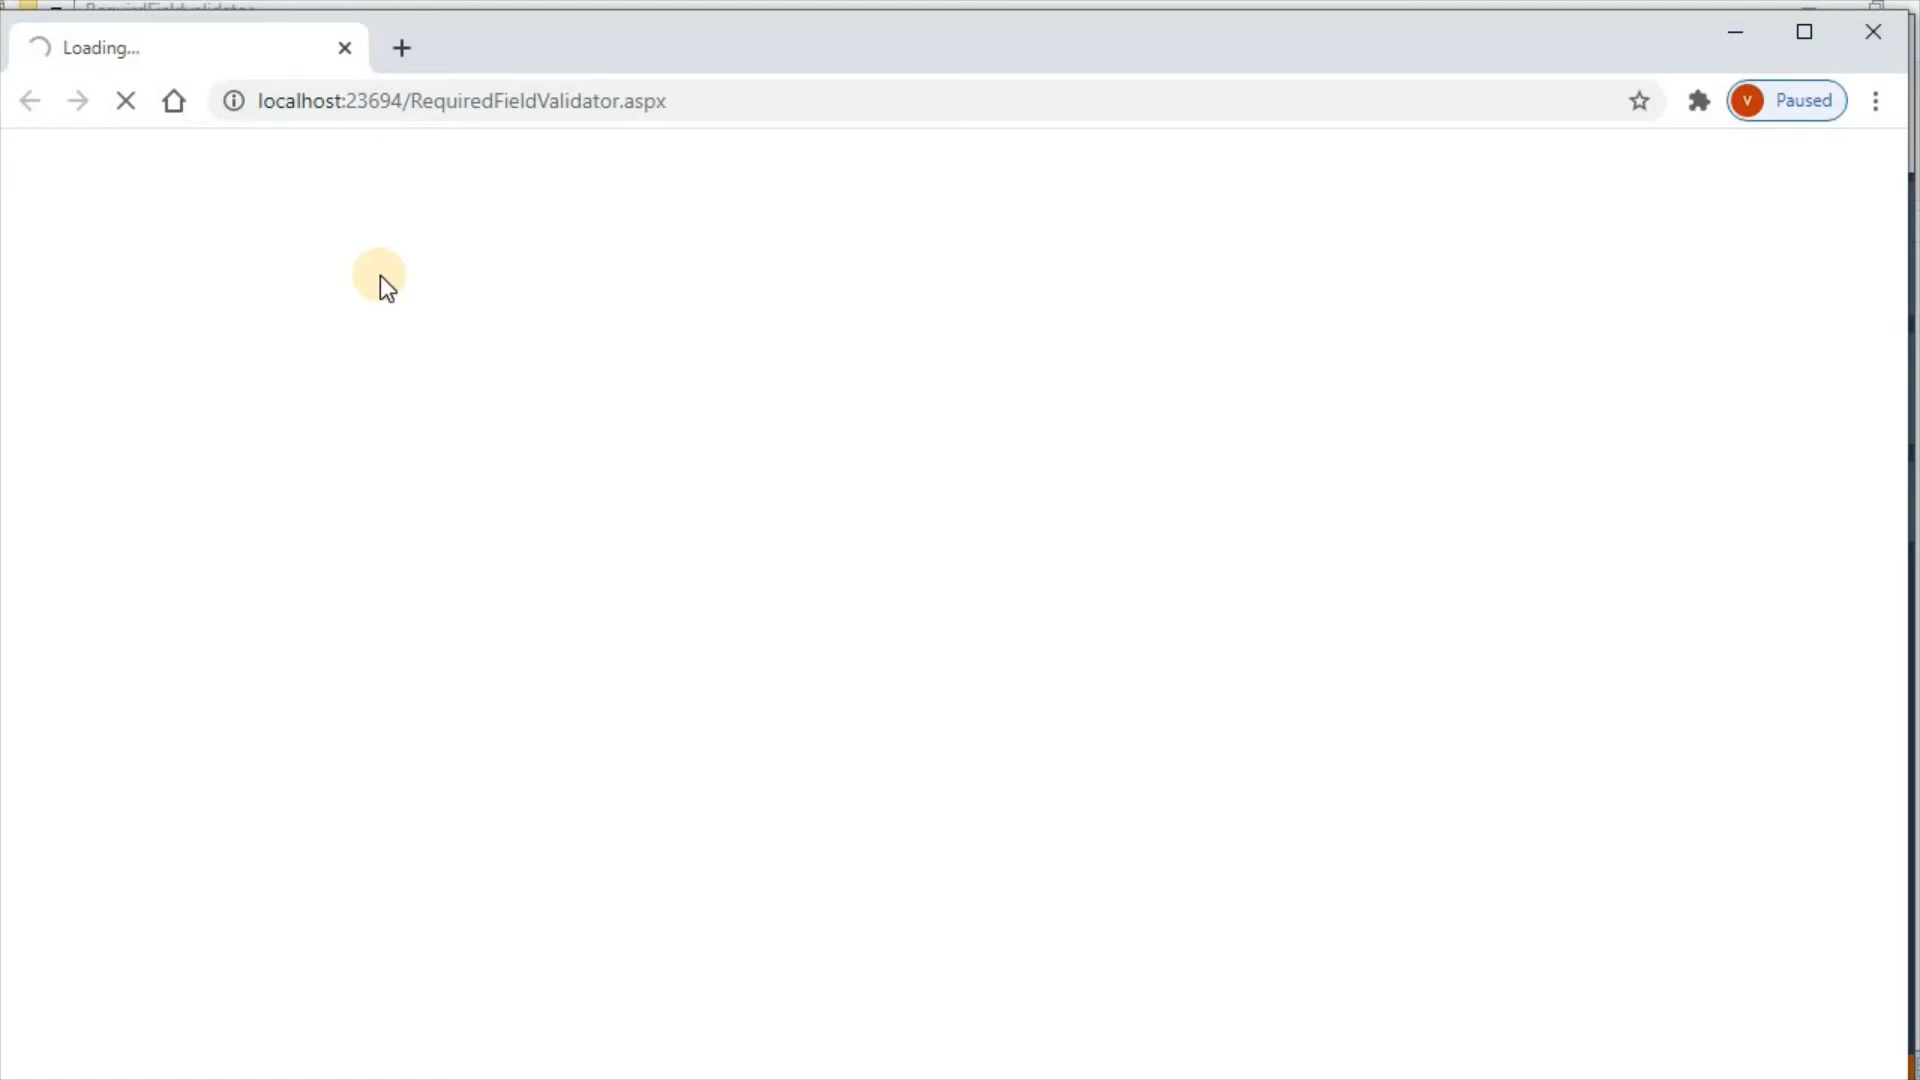 Loading...
localhost:23694/RequiredFieldValidator.aspx
v
Paused